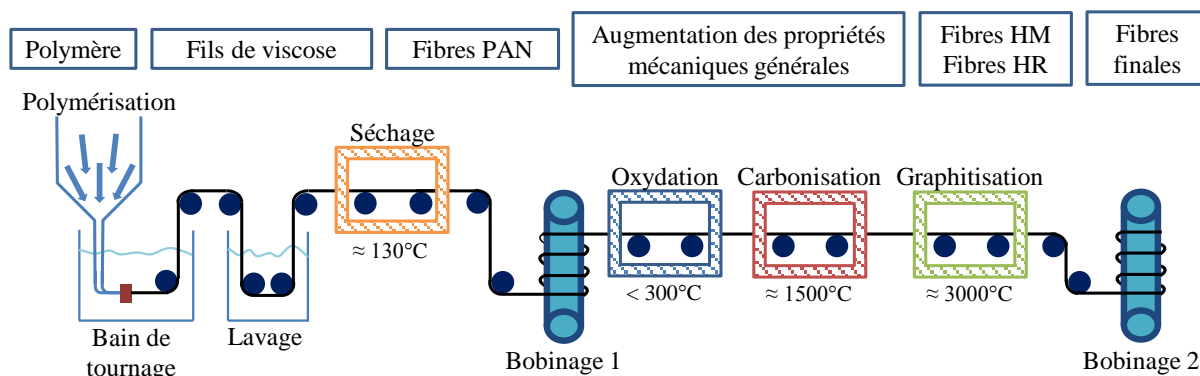 Polymère
Fils de viscose
Fibres PAN
Augmentation des propriétés
mécaniques générales
Fibres HM
Fibres HR
Fibres
finales
Polymérisation
Séchage
Oxydation
Carbonisation
Graphitisation
≈ 130°C
< 300°C
≈ 1500°C
≈ 3000°C
Bain de
tournage
Lavage
Bobinage 1
Bobinage 2